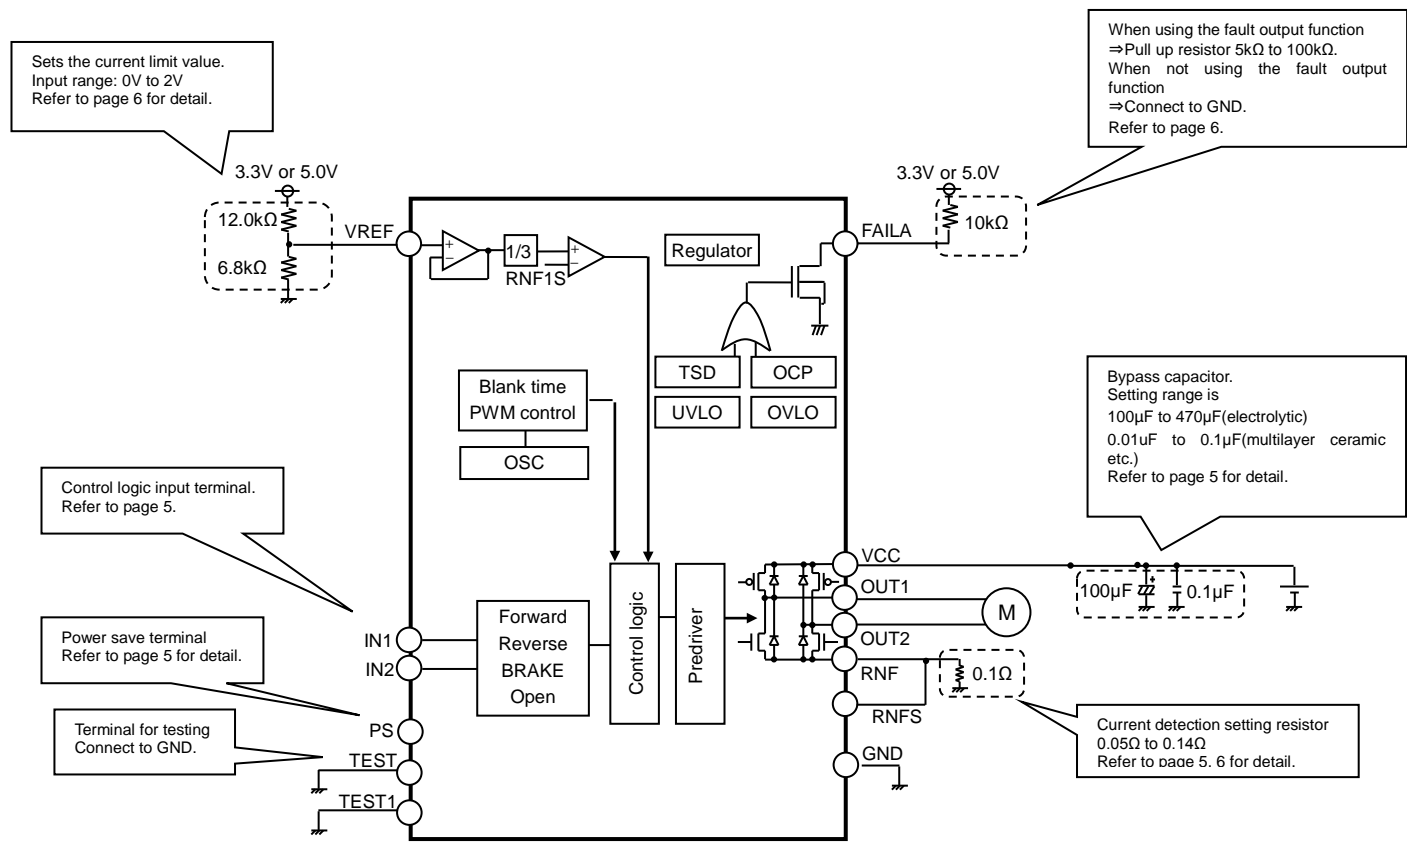 When using the fault output function
⇒Pull up resistor 5kΩ to 100kΩ.
When not using the fault output
function
⇒Connect to GND.
Refer to page 6.
Sets the current limit value.
Input range: 0V to 2V
Refer to page 6 for detail.
3.3V or 5.0V
12.0kΩ
6.8kΩ
VREF
+
−
1/3
RNF1S
+
−
Regulator
FAILA
3.3V or 5.0V
10kΩ
TSD
OCP
UVLO
OVLO
Blank time
PWM control
OSC
Bypass capacitor.
Setting range is
100µF to 470µF(electrolytic)
0.01uF to 0.1µF(multilayer ceramic
etc.)
Refer to page 5 for detail.
Control logic input terminal.
Refer to page 5.
VCC
OUT1
OUT2
RNF
RNFS
GND
100µF
+
0.1µF
M
0.1Ω
IN1
IN2
PS
TEST
TEST1
Forward
Reverse
BRAKE
Open
Control logic
Predriver
Power save terminal
Refer to page 5 for detail.
Terminal for testing
Connect to GND.
Current detection setting resistor
0.05Ω to 0.14Ω
Refer to page 5, 6 for detail.